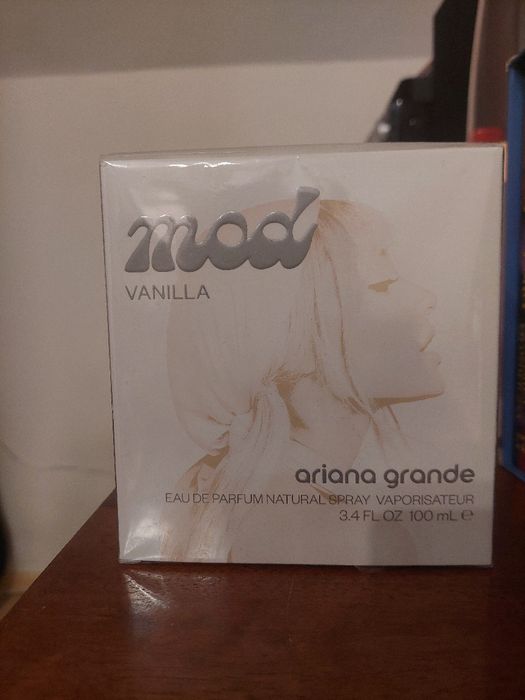 mod
VANILLA
ariana grande
EAU DE PARFUM NATURAL SPRAY VAPORISATEUR
3.4 FL OZ 100 mL ℮